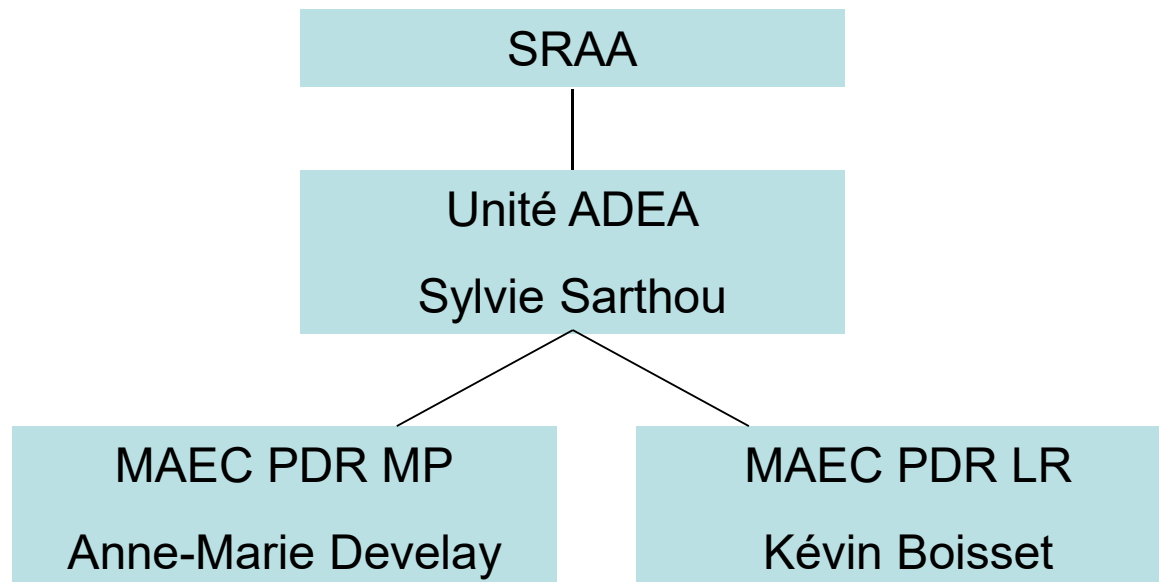 SRAA
Unité ADEA
Sylvie Sarthou
MAEC PDR MP
Anne-Marie Develay
MAEC PDR LR
Kévin Boisset